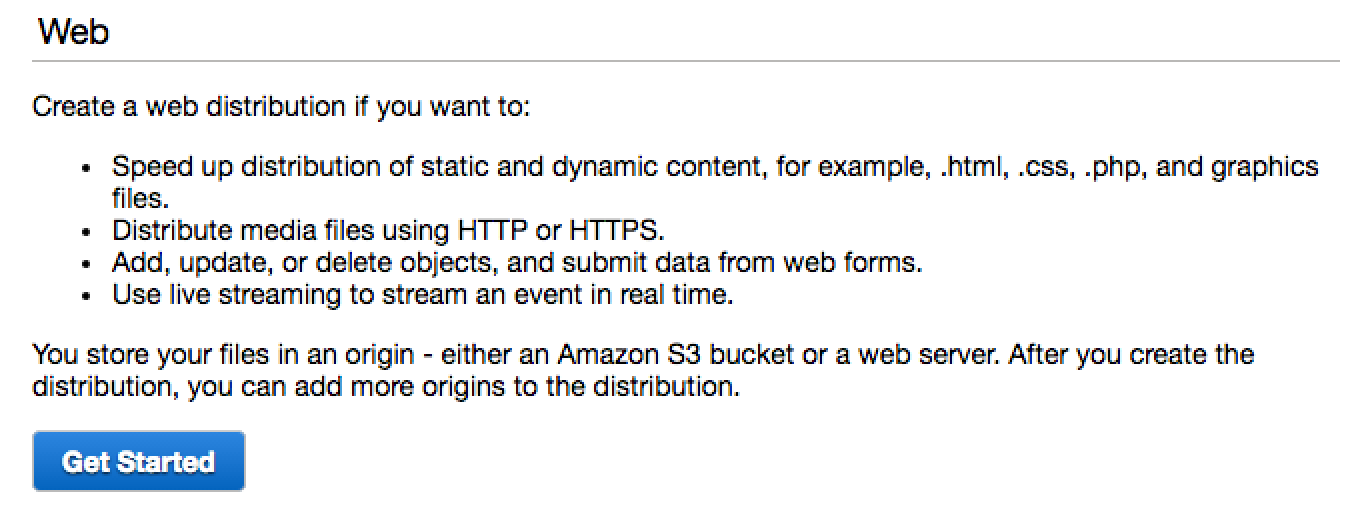 Web
Create a web distribution if you want to:
• Speed up distribution of static and dynamic content, for example, .html, .css, .php, and graphics
files.
• Distribute media files using HTTP or HTTPS.
• Add, update, or delete objects, and submit data from web forms.
• Use live streaming to stream an event in real time.
You store your files in an origin - either an Amazon S3 bucket or a web server. After you create the
distribution, you can add more origins to the distribution.
Get Started